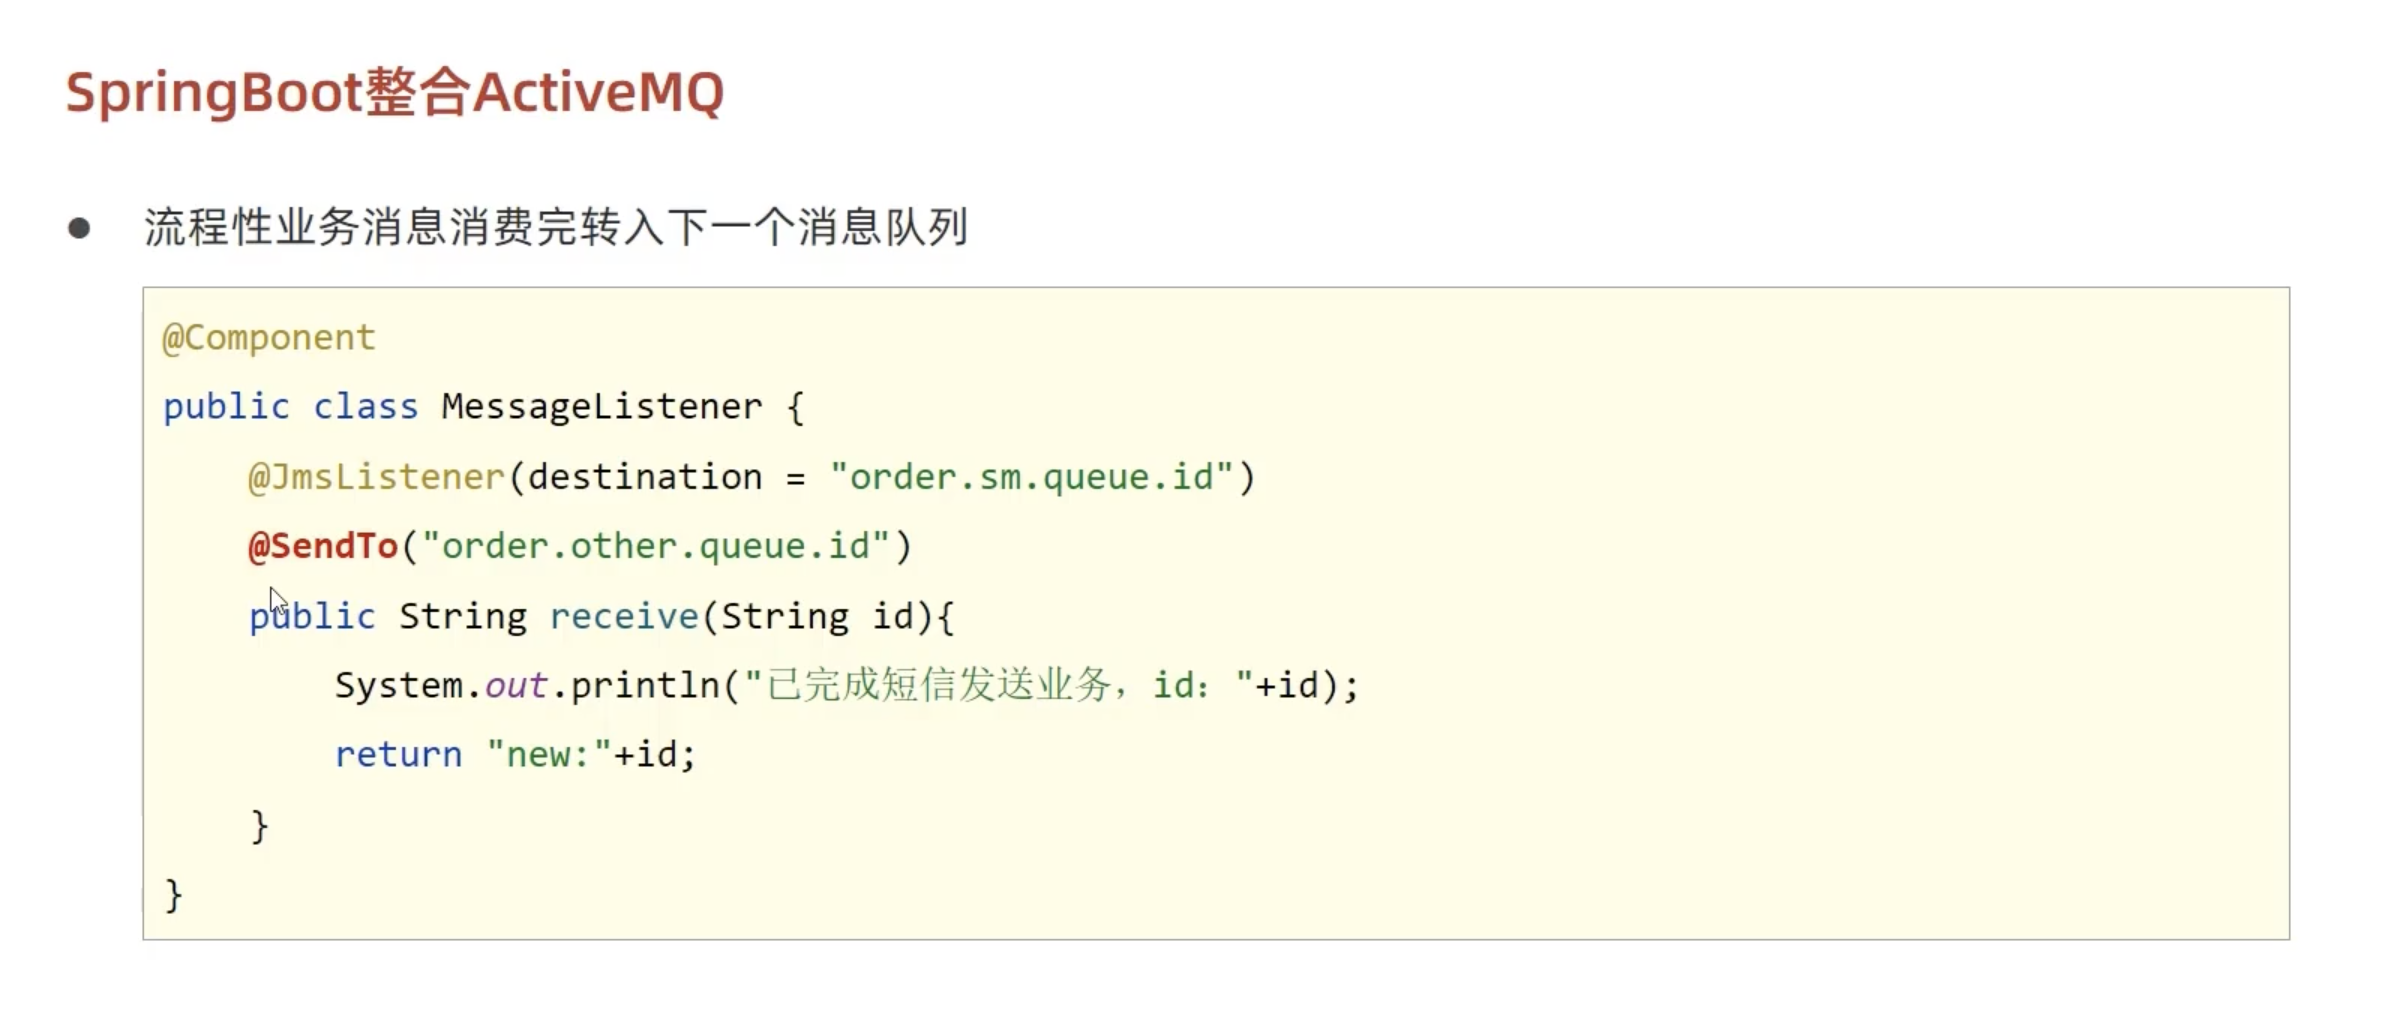 SpringBoot整合ActiveMQ
● 流程性业务消息消费完转入下一个消息队列
@Component
public class MessageListener {
    @JmsListener(destination = "order.sm.queue.id")
    @SendTo("order.other.queue.id")
    public String receive(String id){
        System.out.println("已完成短信发送业务，id："+id);
        return "new:"+id;
    }
}